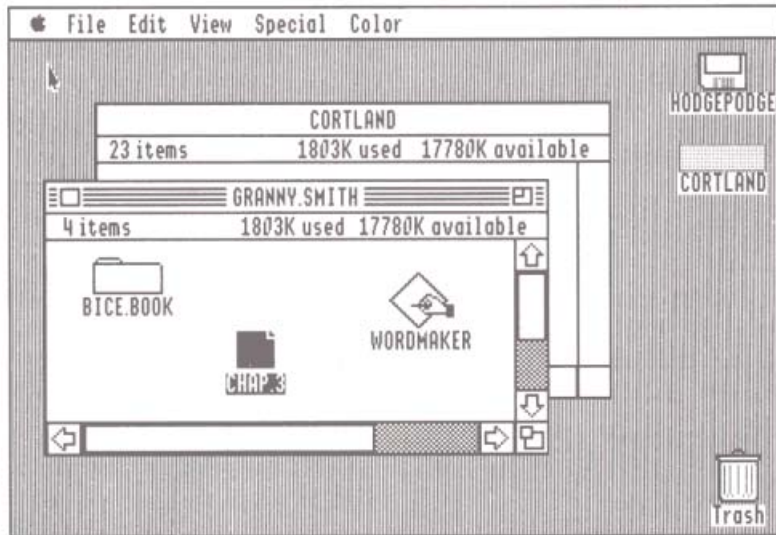 File Edit View Special Color
HODGEPODGE
CORTLAND
23 items 1803K used 17780K available
CORTLAND
GRANNY.SMITH
4 items 1803K used 17780K available
BICE.BOOK
WORDMAKER
CHAP.3
Trash